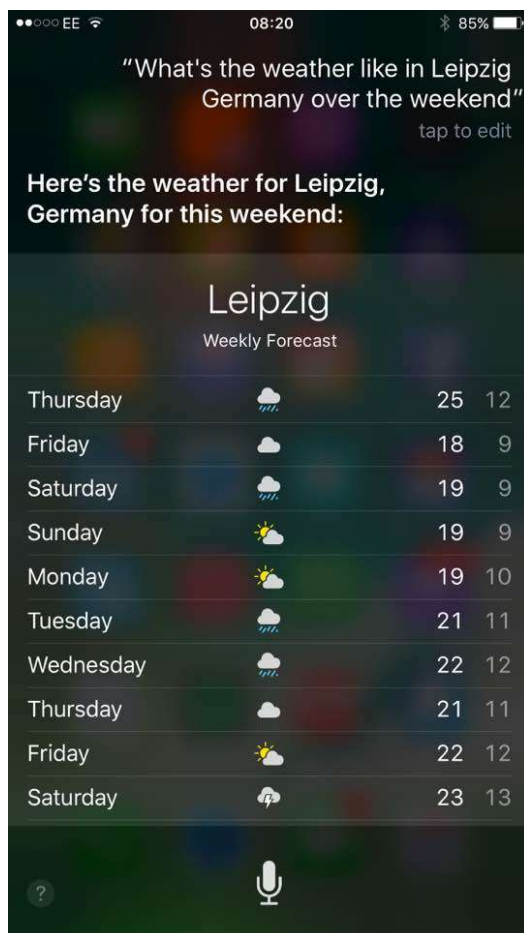 EE 08:20 85%
“What's the weather like in Leipzig
Germany over the weekend”
tap to edit
Here’s the weather for Leipzig,
Germany for this weekend:
Leipzig
Weekly Forecast
Thursday 25 12
Friday 18 9
Saturday 19 9
Sunday 19 9
Monday 19 10
Tuesday 21 11
Wednesday 22 12
Thursday 21 11
Friday 22 12
Saturday 23 13
?